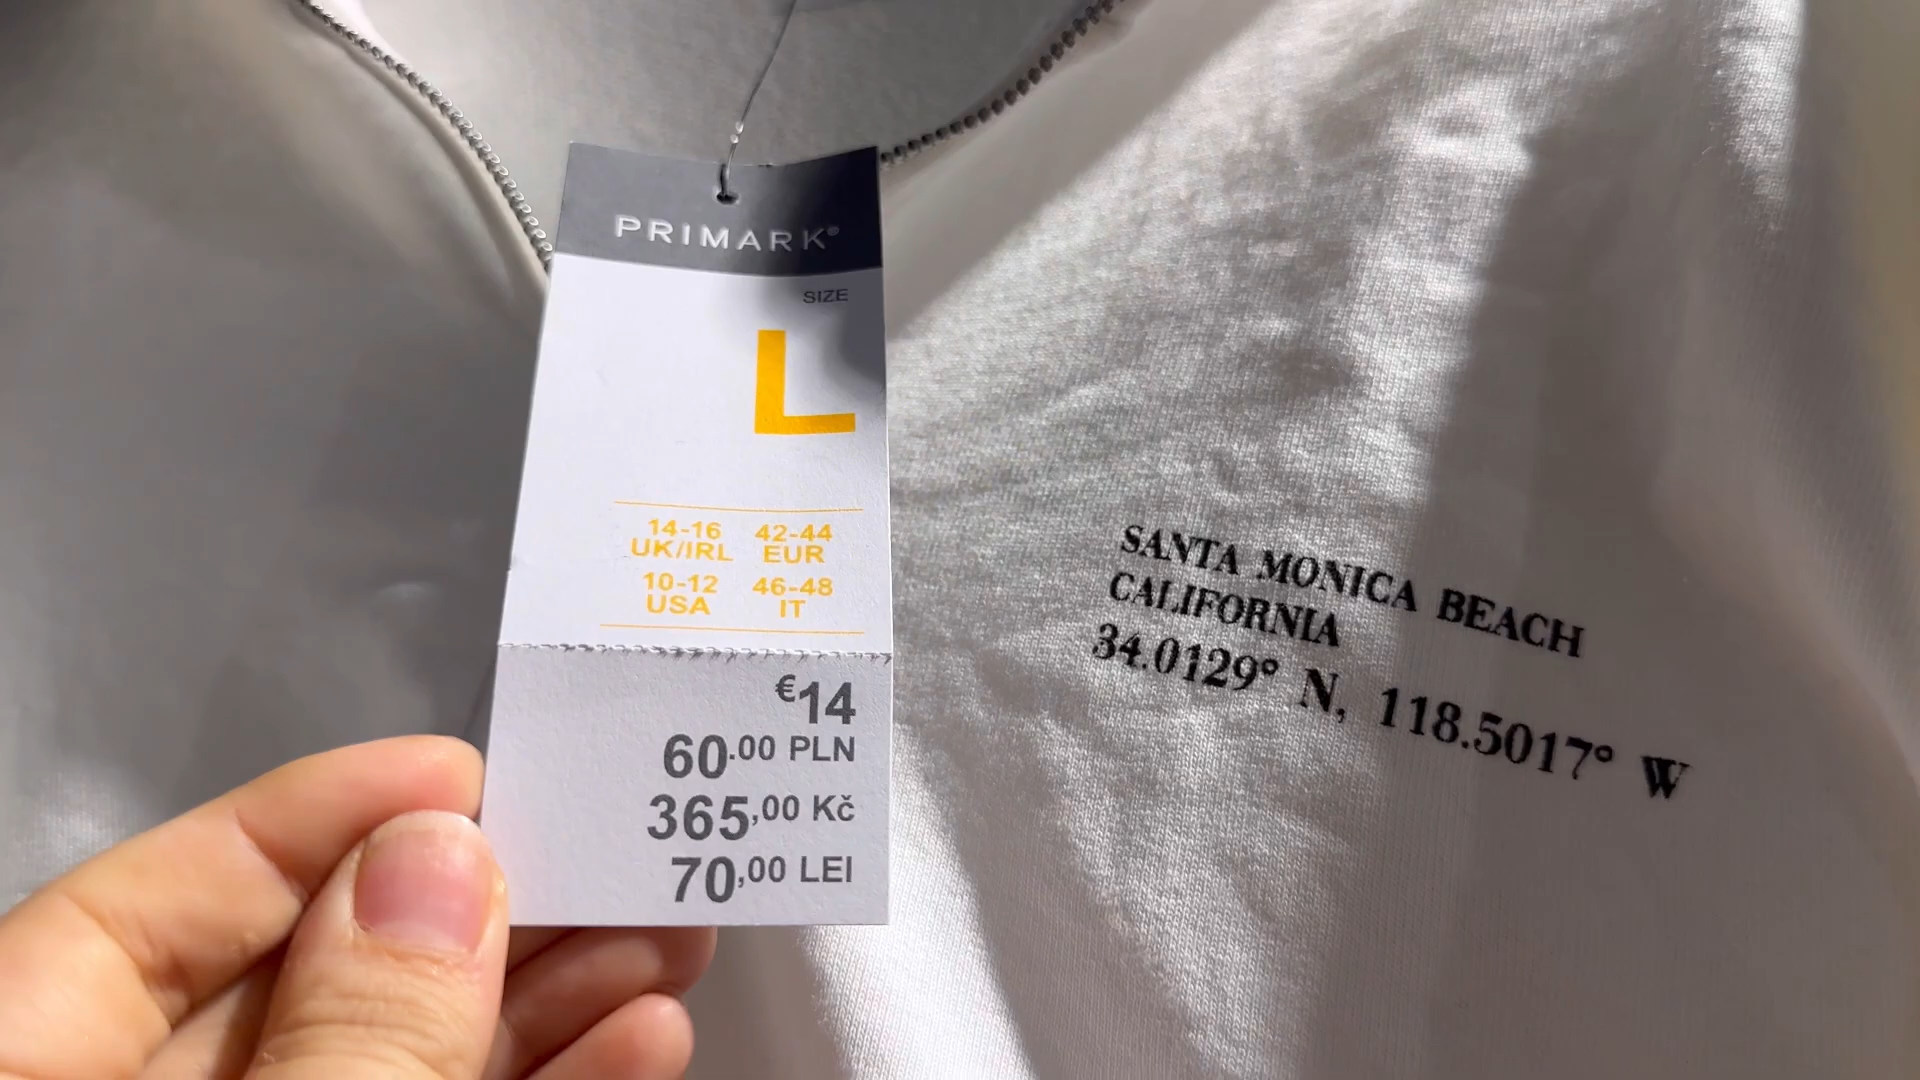 PRIMARK®
SIZE
L
14-16 42-44
UK/IRL EUR
10-12 46-48
USA IT
€14
60.00 PLN
365,00 Kč
70,00 LEI
SANTA MONICA BEACH
CALIFORNIA
34.0129° N, 118.5017° W